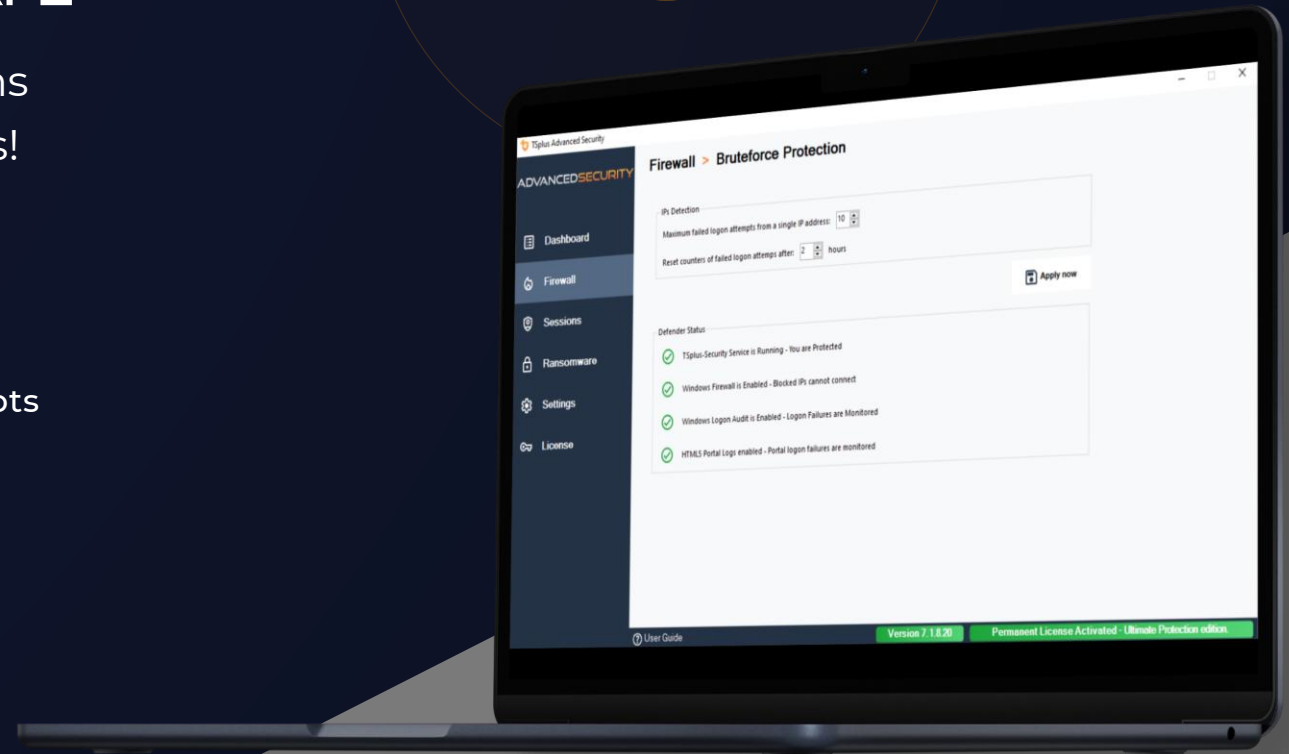 ns
s!
ots
TSplus Advanced Security
ADVANCEDSECURITY
Dashboard
Firewall
Sessions
Ransomware
Settings
License
Firewall > Bruteforce Protection
IPs Detection
Maximum failed logon attempts from a single IP address: 10
Reset counters of failed logon attemps after: 2 hours
Apply now
Defender Status
TSplus-Security Service is Running - You are Protected
Windows Firewall is Enabled - Blocked IPs cannot connect
Windows Logon Audit is Enabled - Logon Failures are Monitored
HTML5 Portal Logs enabled - Portal logon failures are monitored
User Guide
Version 7.1.8.20
Permanent License Activated - Ultimate Protection edition.